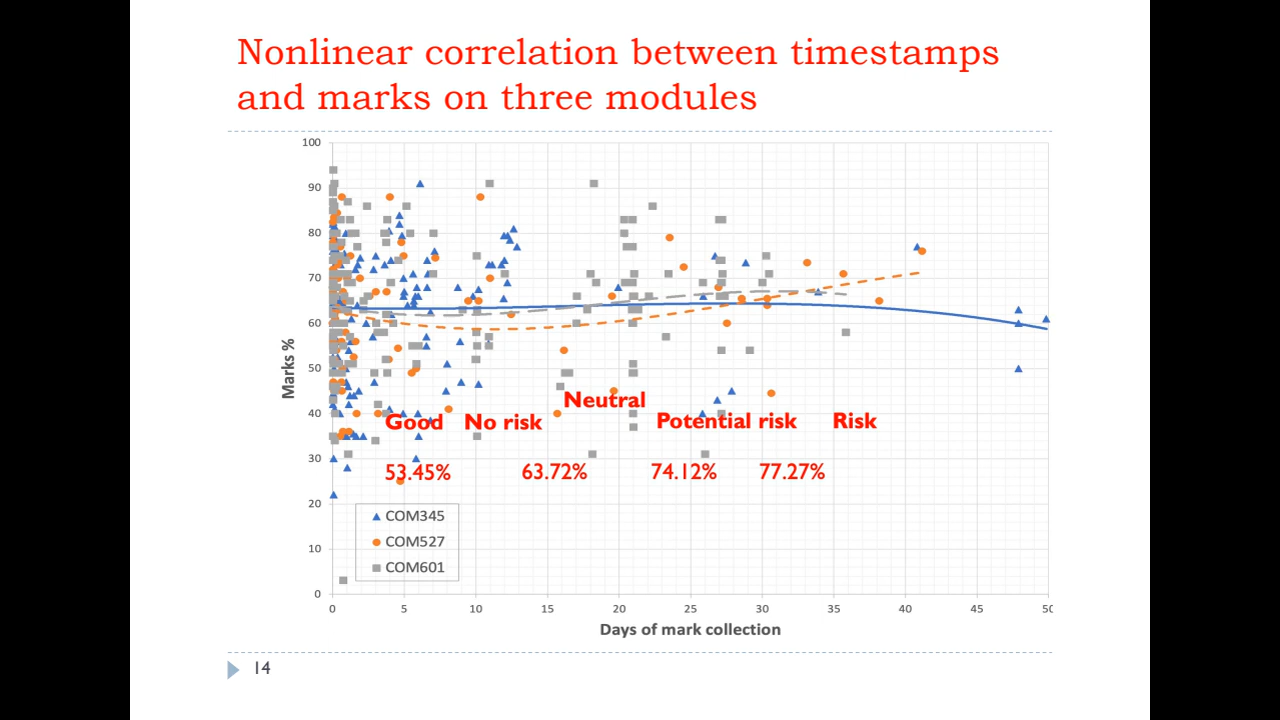 Nonlinear correlation between timestamps
and marks on three modules
100
90
80
70
60
50
40
30
20
10
0
Marks %
Neutral
Good No risk Potential risk Risk
53.45% 63.72% 74.12% 77.27%
COM345
COM527
COM601
0 5 10 15 20 25 30 35 40 45 50
Days of mark collection
14